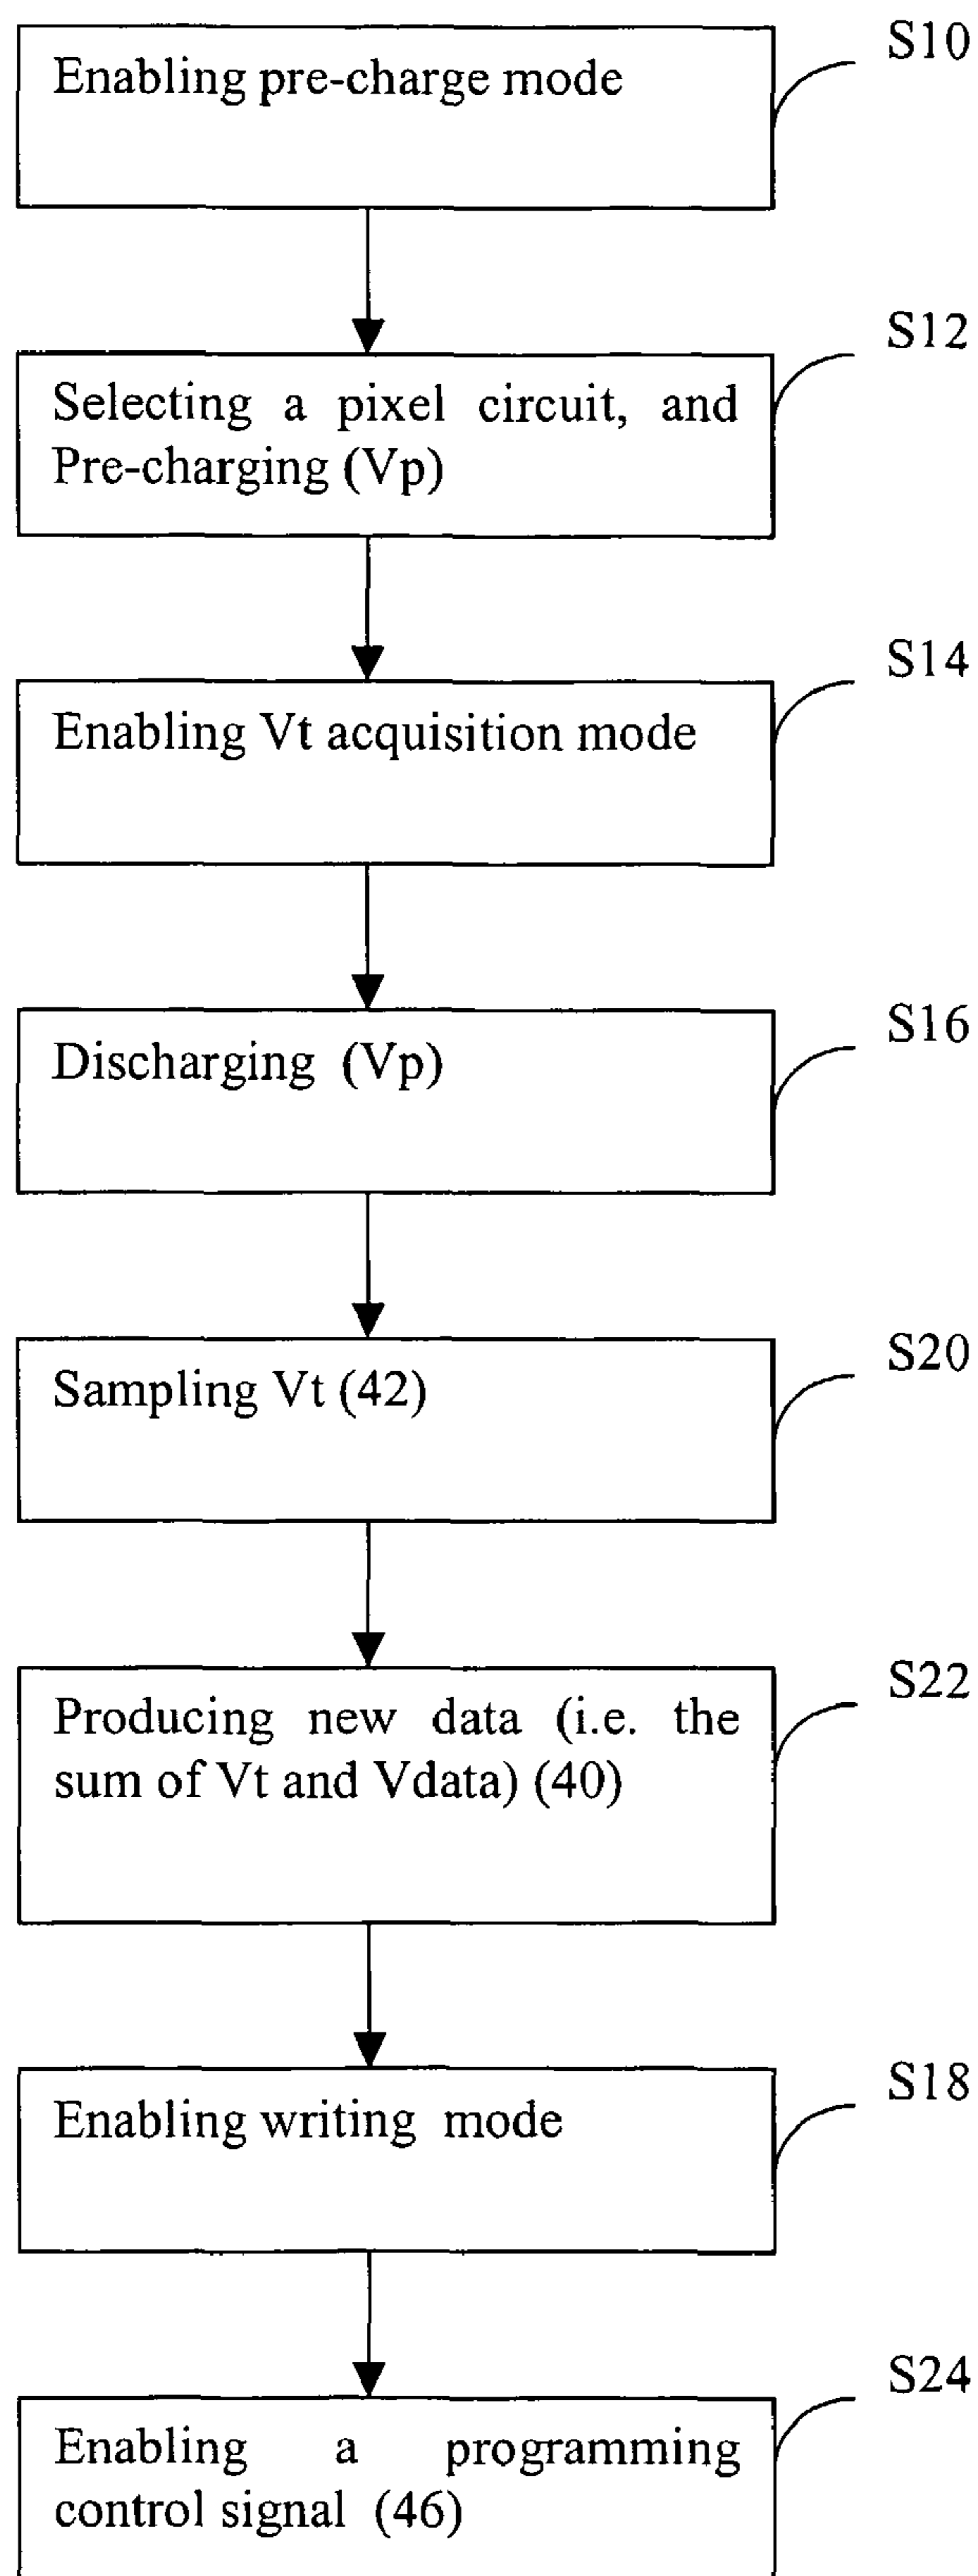 S10
Enabling pre-charge mode
S12
Selecting a pixel circuit, and
Pre-charging (Vp)
S14
Enabling Vt acquisition mode
S16
Discharging (Vp)
S20
Sampling Vt (42)
S22
Producing new data (i.e. the
sum of Vt and Vdata) (40)
S18
Enabling writing mode
S24
Enabling a programming
control signal (46)